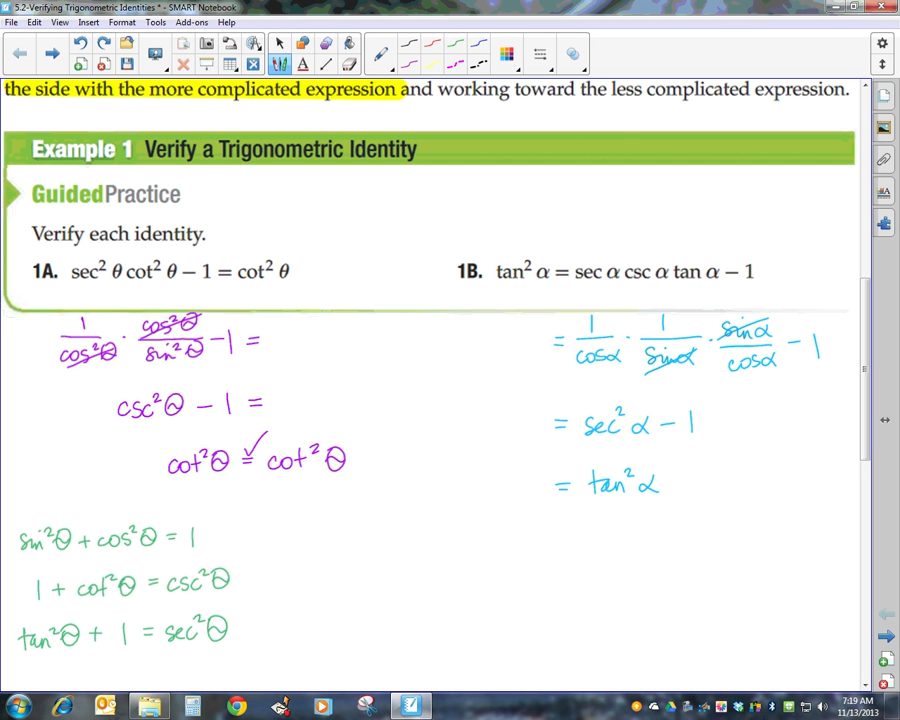 5.2-Verifying Trigonometric Identities * - SMART Notebook
File Edit View Insert Format Tools Add-ons Help
the side with the more complicated expression and working toward the less complicated expression.
Example 1 Verify a Trigonometric Identity
GuidedPractice
Verify each identity.
1A. sec² θ cot² θ − 1 = cot² θ
1B. tan² α = sec α csc α tan α − 1
1/cos²θ · cos²θ/sin²θ − 1 =
csc²θ − 1 =
cot²θ =✓ cot²θ
= 1/cosα · 1/sinα · sinα/cosα − 1
= sec²α − 1
= tan²α
sin²θ + cos²θ = 1
1 + cot²θ = csc²θ
tan²θ + 1 = sec²θ
7:19 AM
11/13/2013